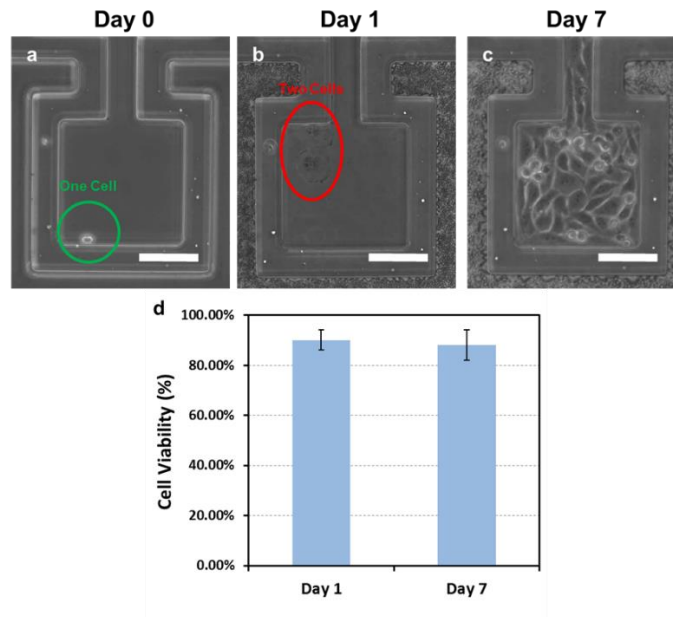 Day 0
Day 1
Day 7
a
b
c
Two Cells
One Cell
d
100.00%
80.00%
60.00%
40.00%
20.00%
0.00%
Cell Viability (%)
Day 1
Day 7